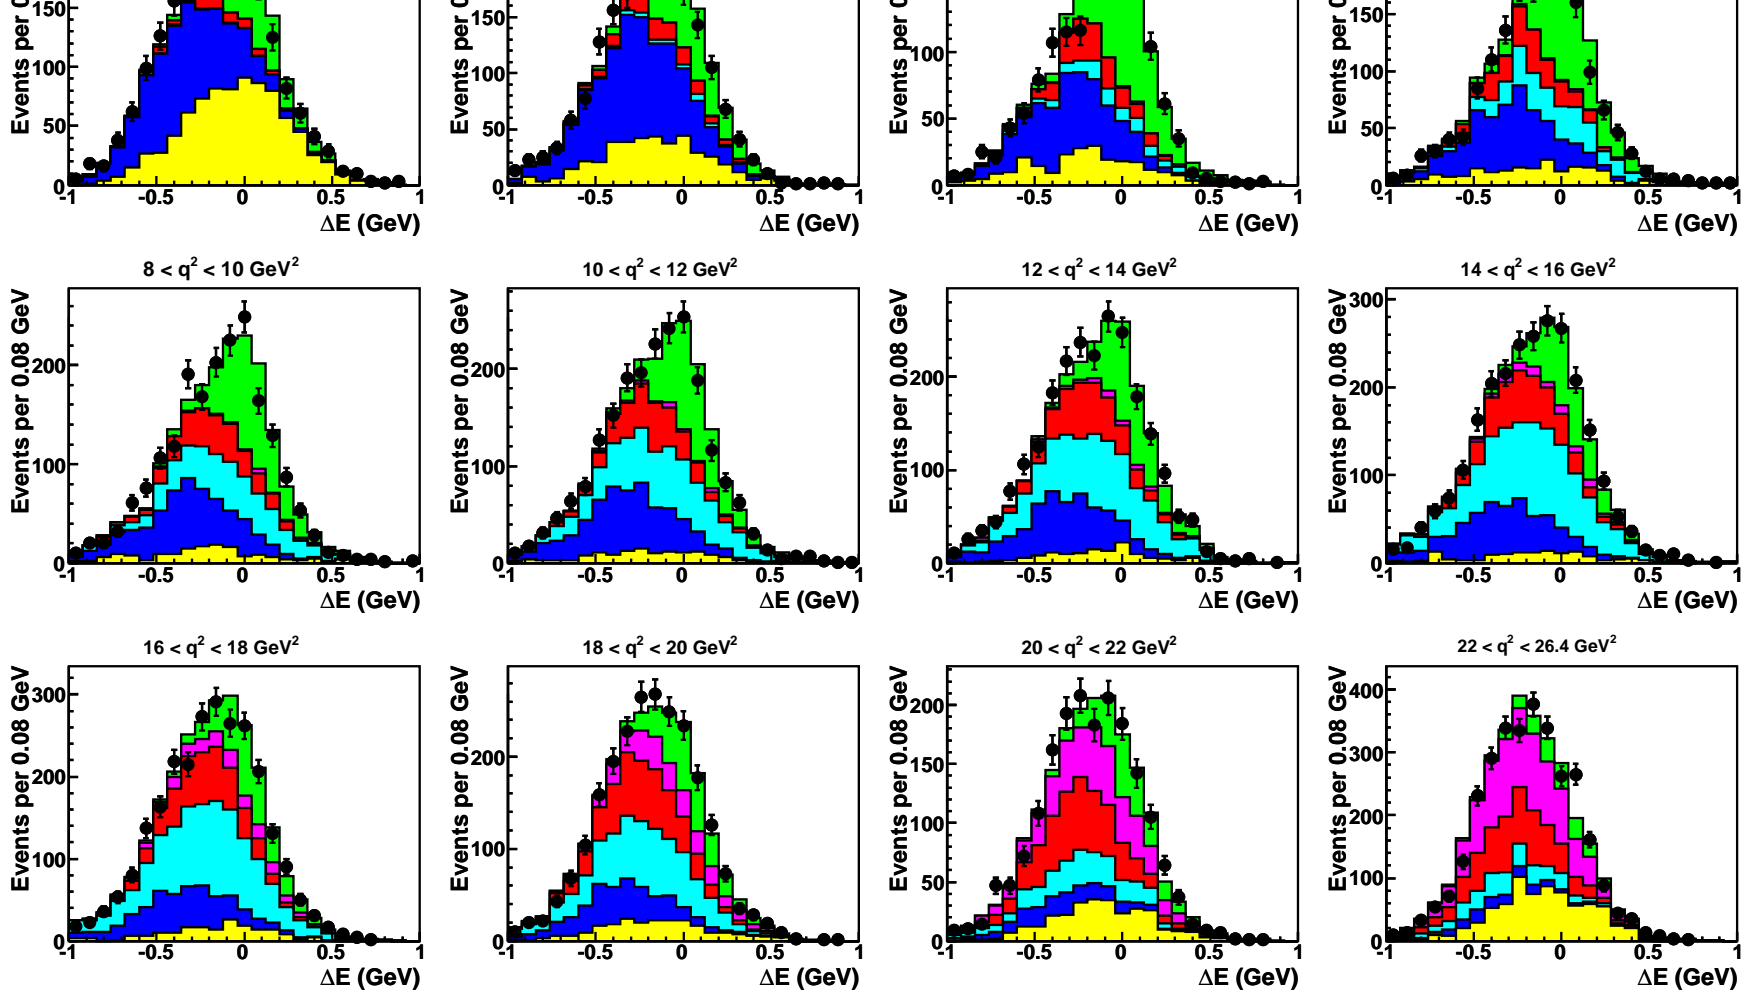 Events per 0 Events per 0 Events per 0 Events per 0
150 150
150
100 100 100 100
50 50 50 50
0 0 0 0
-1 -0.5 0 0.5 1 -1 -0.5 0 0.5 1 -1 -0.5 0 0.5 1 -1 -0.5 0 0.5 1
ΔE (GeV) ΔE (GeV) ΔE (GeV) ΔE (GeV)
8 < q² < 10 GeV² 10 < q² < 12 GeV² 12 < q² < 14 GeV² 14 < q² < 16 GeV²
Events per 0.08 GeV Events per 0.08 GeV Events per 0.08 GeV Events per 0.08 GeV
300
200 200 200 200
100 100 100 100
0 0 0 0
-1 -0.5 0 0.5 1 -1 -0.5 0 0.5 1 -1 -0.5 0 0.5 1 -1 -0.5 0 0.5 1
ΔE (GeV) ΔE (GeV) ΔE (GeV) ΔE (GeV)
16 < q² < 18 GeV² 18 < q² < 20 GeV² 20 < q² < 22 GeV² 22 < q² < 26.4 GeV²
Events per 0.08 GeV Events per 0.08 GeV Events per 0.08 GeV Events per 0.08 GeV
300 200 400
200 200 150 300
100 100 100 200
50 100
0 0 0 0
-1 -0.5 0 0.5 1 -1 -0.5 0 0.5 1 -1 -0.5 0 0.5 1 -1 -0.5 0 0.5 1
ΔE (GeV) ΔE (GeV) ΔE (GeV) ΔE (GeV)